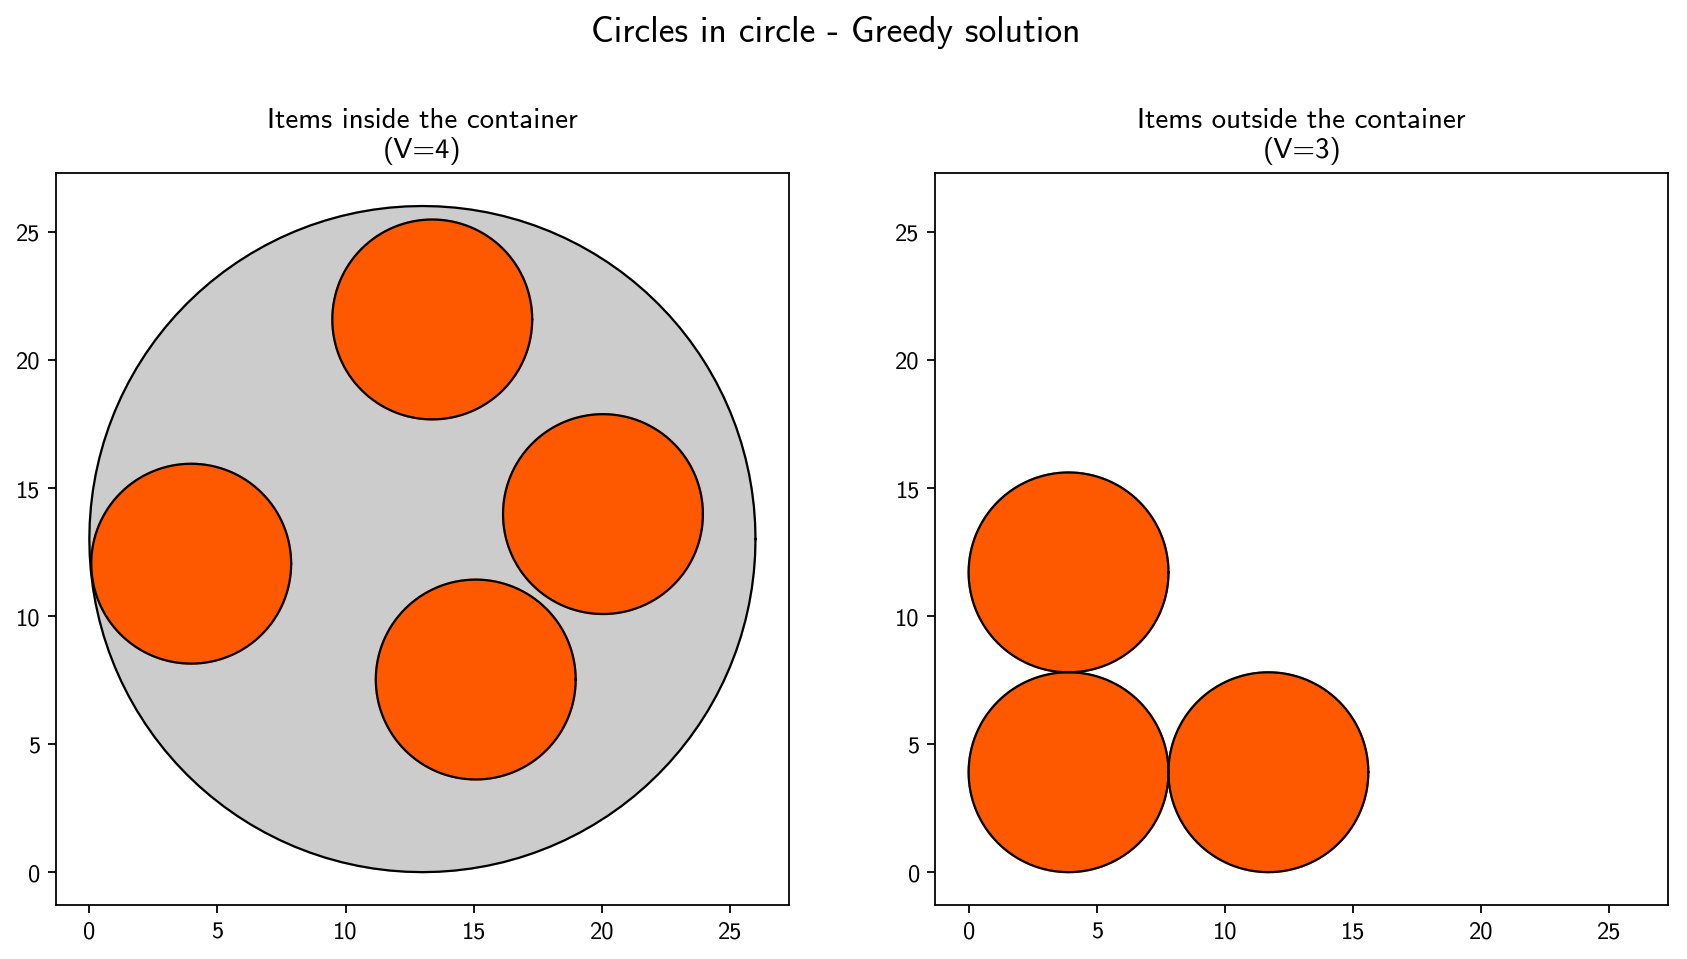 Circles in circle - Greedy solution
Items inside the container
(V=4)
25
20
15
10
5
0
0 5 10 15 20 25
Items outside the container
(V=3)
25
20
15
10
5
0
0 5 10 15 20 25